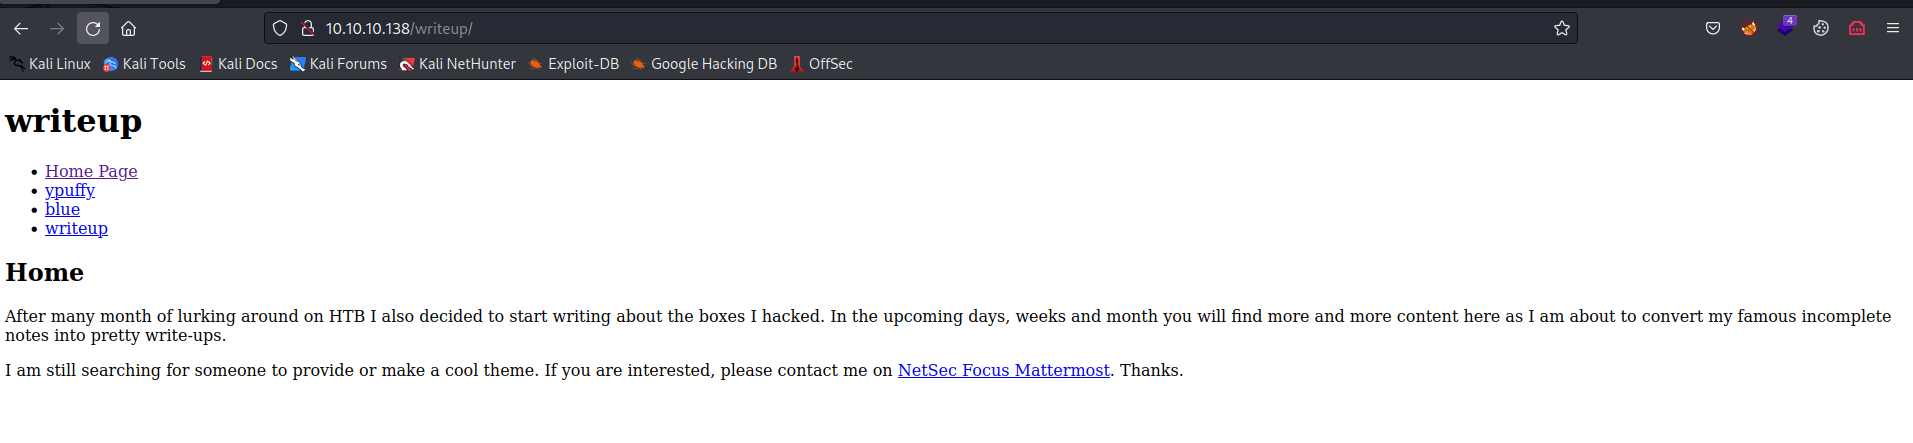 10.10.10.138/writeup/
4
Kali Linux Kali Tools Kali Docs Kali Forums Kali NetHunter Exploit-DB Google Hacking DB OffSec
writeup
Home Page
ypuffy
blue
writeup
Home
After many month of lurking around on HTB I also decided to start writing about the boxes I hacked. In the upcoming days, weeks and month you will find more and more content here as I am about to convert my famous incomplete
notes into pretty write-ups.
I am still searching for someone to provide or make a cool theme. If you are interested, please contact me on NetSec Focus Mattermost. Thanks.